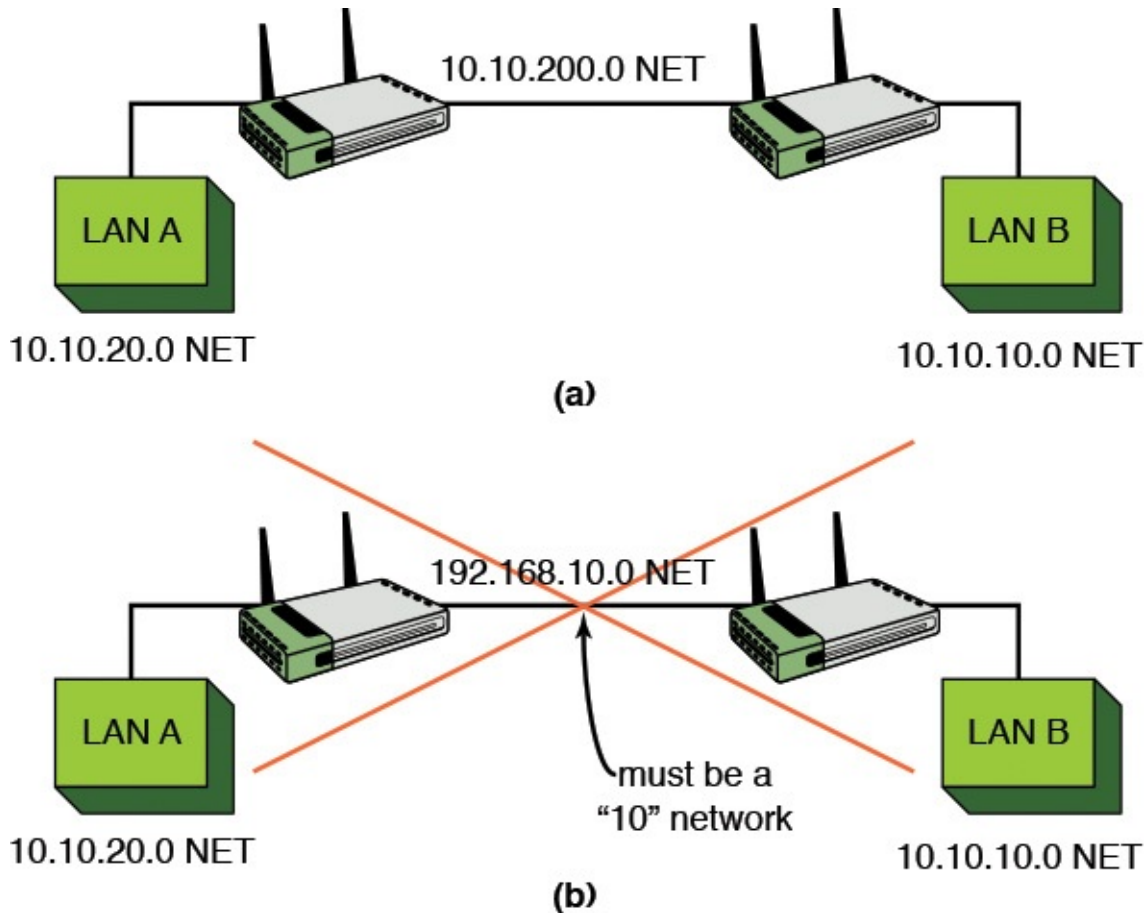 10.10.200.0 NET
LAN A
LAN B
10.10.20.0 NET
10.10.10.0 NET
(a)
192.168.10.0 NET
LAN A
LAN B
must be a
“10” network
10.10.20.0 NET
10.10.10.0 NET
(b)